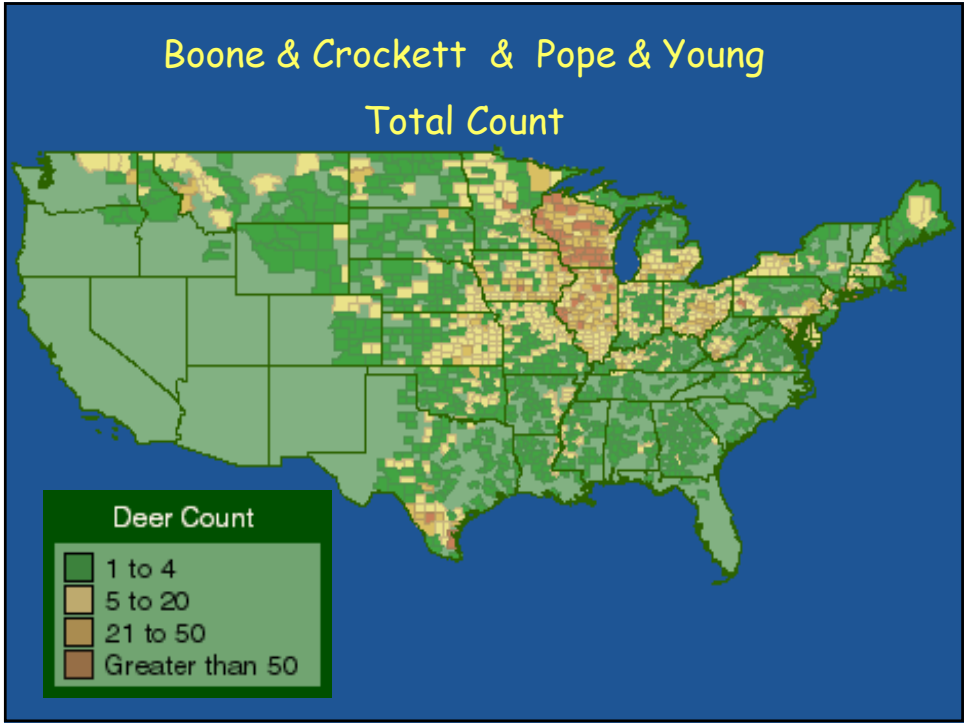 Boone & Crockett & Pope & Young
Total Count
Deer Count
1 to 4
5 to 20
21 to 50
Greater than 50